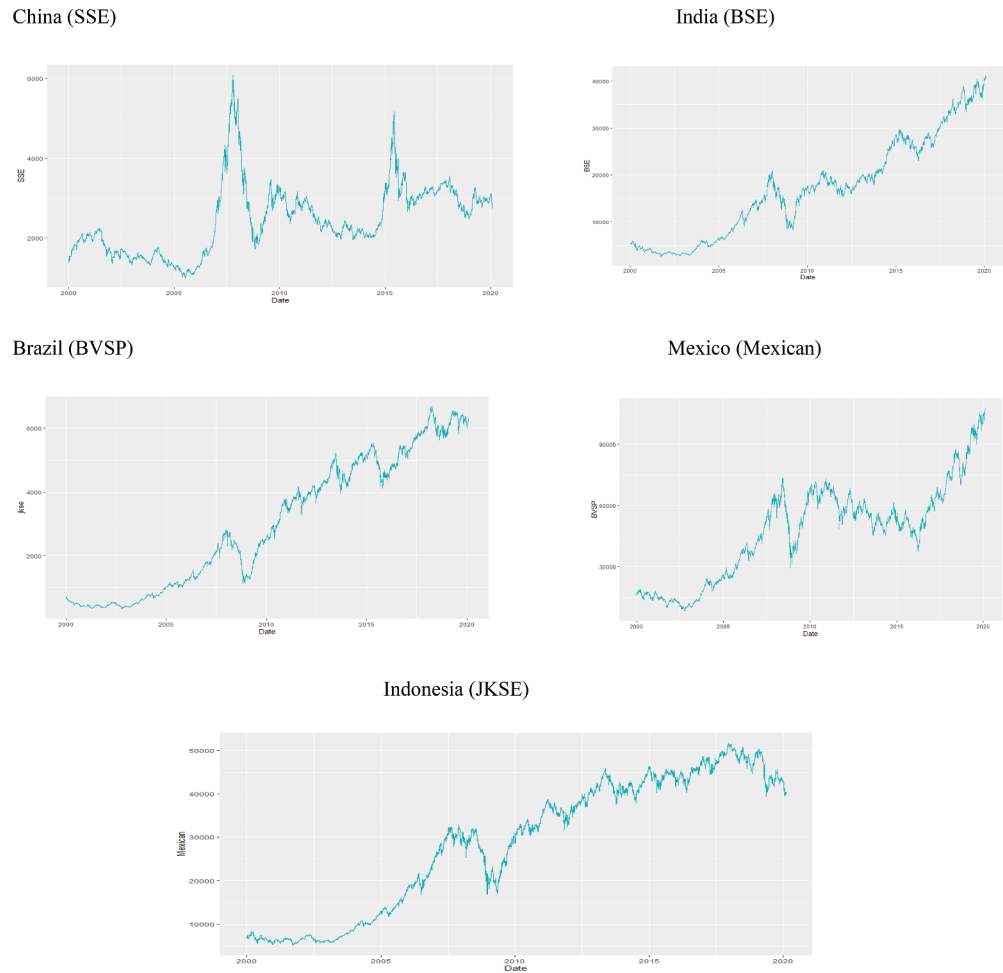 China (SSE)
India (BSE)
6000
4000
2000
SSE
2000 2005 2010 2015 2020
Date
40000
30000
20000
10000
BSE
2000 2005 2010 2015 2020
Date
Brazil (BVSP)
Mexico (Mexican)
6000
4000
2000
jkse
2000 2005 2010 2015 2020
Date
90000
60000
30000
BVSP
2000 2005 2010 2015 2020
Date
Indonesia (JKSE)
50000
40000
30000
20000
10000
Mexican
2000 2005 2010 2015 2020
Date